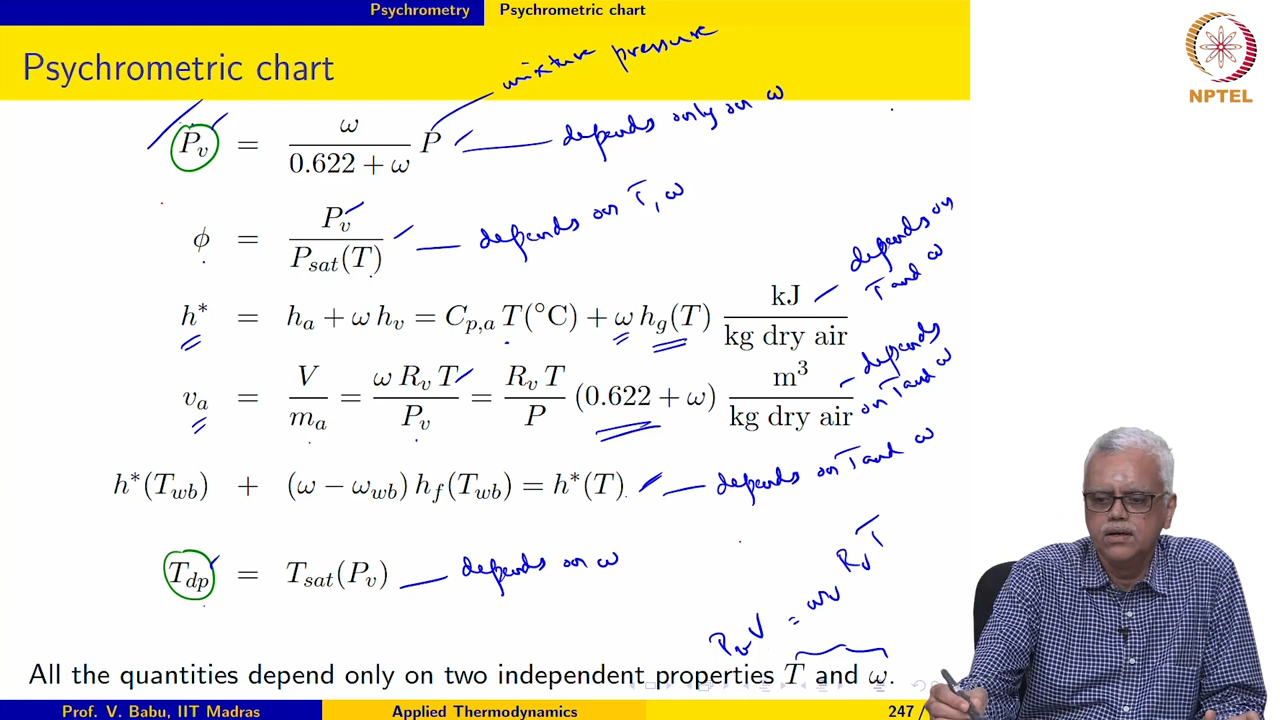 Psychrometry Psychrometric chart
Psychrometric chart
mixture pressure
NPTEL
P_v = ω / (0.622 + ω) P depends only on ω
ϕ = P_v / P_sat(T) depends on T, ω
h* = h_a + ω h_v = C_p,a T(°C) + ω h_g(T) kJ / kg dry air depends on T and ω
v_a = V / m_a = ω R_v T / P_v = R_v T / P (0.622 + ω) m³ / kg dry air depends on T and ω
h*(T_wb) + (ω − ω_wb) h_f(T_wb) = h*(T). depends on T and ω
T_dp = T_sat(P_v) depends on ω
P_v V = m_v R_v T
All the quantities depend only on two independent properties T and ω.
Prof. V. Babu, IIT Madras Applied Thermodynamics 247 /